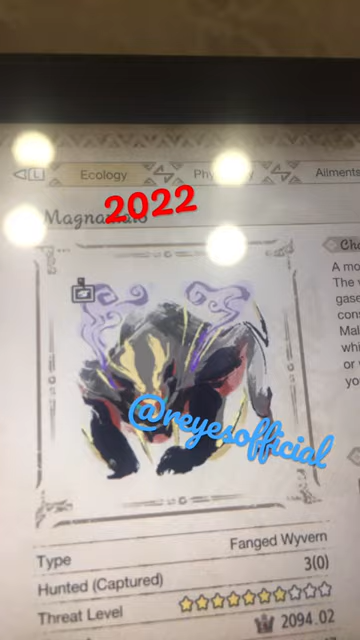 L Ecology Ailments
2022
@reyesofficial
A mo
The v
gase
cons
Mal
whi
or v
yo
Type Fanged Wyvern
Hunted (Captured) 3(0)
Threat Level
2094.02